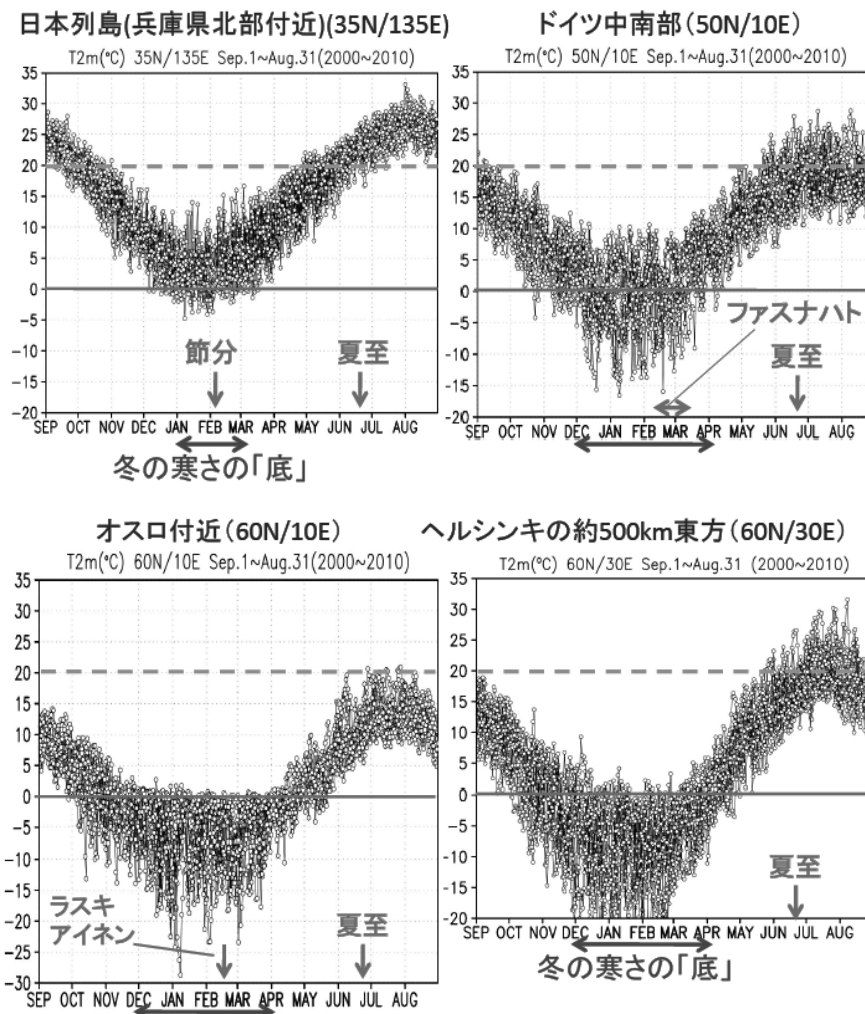 日本列島(兵庫県北部付近)(35N/135E)
T2m(°C) 35N/135E Sep.1~Aug.31(2000~2010)
35
30
25
20
15
10
5
0
-5
-10
-15
-20
節分
夏至
SEP OCT NOV DEC JAN FEB MAR APR MAY JUN JUL AUG
冬の寒さの「底」
ドイツ中南部(50N/10E)
T2m(°C) 50N/10E Sep.1~Aug.31(2000~2010)
35
30
25
20
15
10
5
0
-5
-10
-15
-20
ファスナハト
夏至
SEP OCT NOV DEC JAN FEB MAR APR MAY JUN JUL AUG
オスロ付近(60N/10E)
T2m(°C) 60N/10E Sep.1~Aug.31(2000~2010)
35
30
25
20
15
10
5
0
-5
-10
-15
-20
-25
-30
ラスキ
アイネン
夏至
SEP OCT NOV DEC JAN FEB MAR APR MAY JUN JUL AUG
ヘルシンキの約500km東方(60N/30E)
T2m(°C) 60N/30E Sep.1~Aug.31 (2000~2010)
35
30
25
20
15
10
5
0
-5
-10
-15
-20
夏至
SEP OCT NOV DEC JAN FEB MAR APR MAY JUN JUL AUG
冬の寒さの「底」